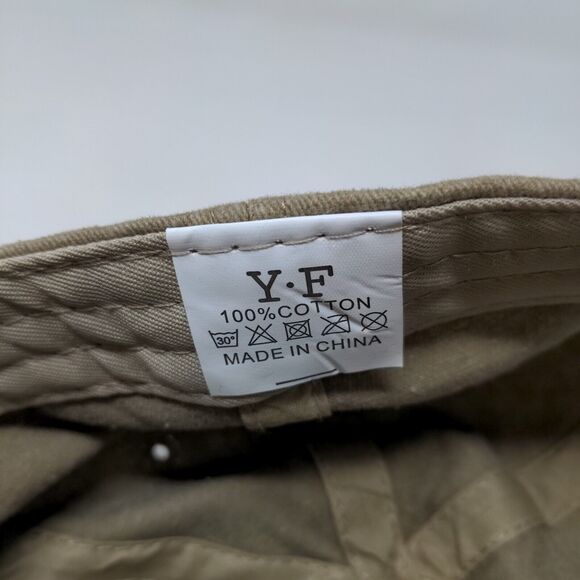 Y·F
100% COTTON
30°
MADE IN CHINA